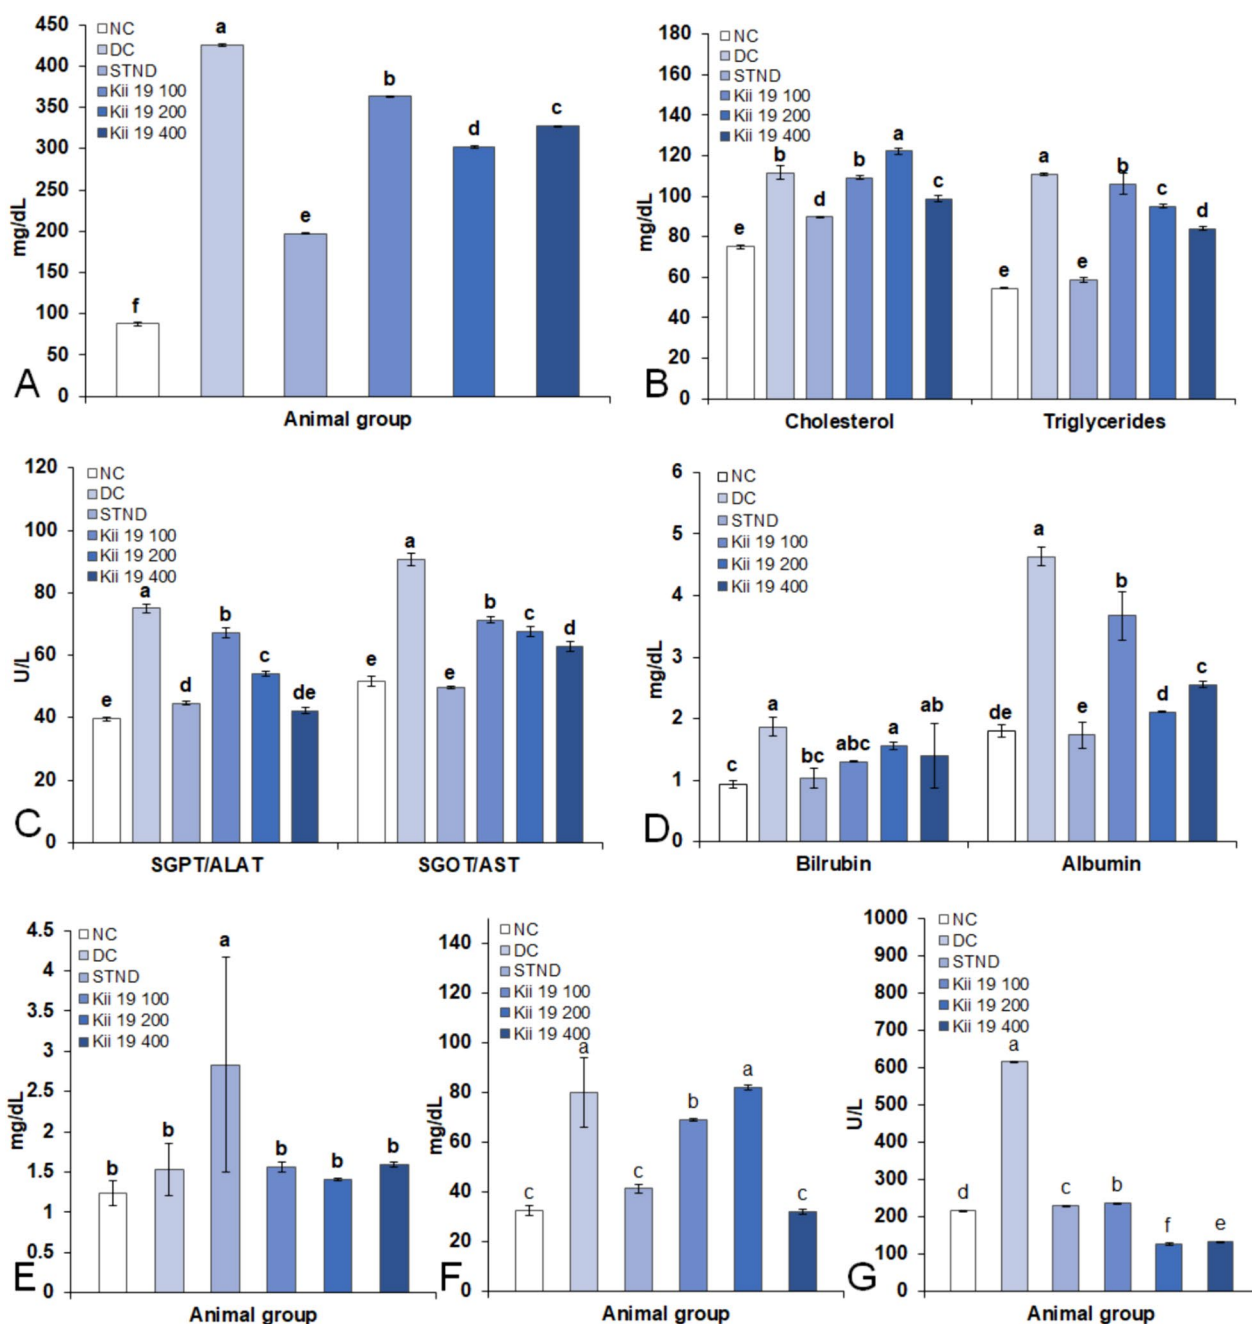 450
400
350
300
250
200
150
100
50
0
mg/dL
NC
DC
STND
Kii 19 100
Kii 19 200
Kii 19 400
f
a
e
b
d
c
A
Animal group
180
160
140
120
100
80
60
40
20
0
mg/dL
NC
DC
STND
Kii 19 100
Kii 19 200
Kii 19 400
e
b
d
b
a
c
e
a
e
b
c
d
B
Cholesterol
Triglycerides
120
100
80
60
40
20
0
U/L
NC
DC
STND
Kii 19 100
Kii 19 200
Kii 19 400
e
a
d
b
c
de
e
a
e
b
c
d
C
SGPT/ALAT
SGOT/AST
6
5
4
3
2
1
0
mg/dL
NC
DC
STND
Kii 19 100
Kii 19 200
Kii 19 400
c
a
bc
abc
a
ab
de
a
e
b
d
c
D
Bilrubin
Albumin
4.5
4
3.5
3
2.5
2
1.5
1
0.5
0
mg/dL
NC
DC
STND
Kii 19 100
Kii 19 200
Kii 19 400
b
b
a
b
b
b
E
Animal group
140
120
100
80
60
40
20
0
mg/dL
NC
DC
STND
Kii 19 100
Kii 19 200
Kii 19 400
c
a
c
b
a
c
F
Animal group
1000
900
800
700
600
500
400
300
200
100
0
U/L
NC
DC
STND
Kii 19 100
Kii 19 200
Kii 19 400
d
a
c
b
f
e
G
Animal group